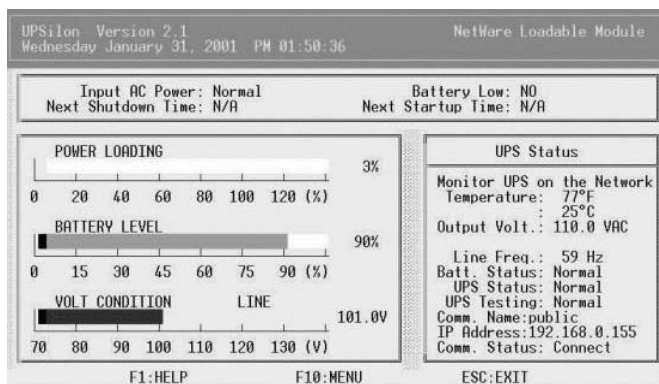 UPSilon Version 2.1
NetWare Loadable Module
Wednesday January 31, 2001 PM 01:50:36
Input AC Power: Normal
Battery Low: NO
Next Shutdown Time: N/A
Next Startup Time: N/A
POWER LOADING
3%
0 20 40 60 80 100 120 (%)
BATTERY LEVEL
90%
0 15 30 45 60 75 90 (%)
VOLT CONDITION LINE
101.0V
70 80 90 100 110 120 130 (V)
UPS Status
Monitor UPS on the Network
Temperature: 77°F
: 25°C
Output Volt.: 110.0 VAC
Line Freq.: 59 Hz
Batt. Status: Normal
UPS Status: Normal
UPS Testing: Normal
Comm. Name:public
IP Address:192.168.0.155
Comm. Status: Connect
F1:HELP F10:MENU ESC:EXIT